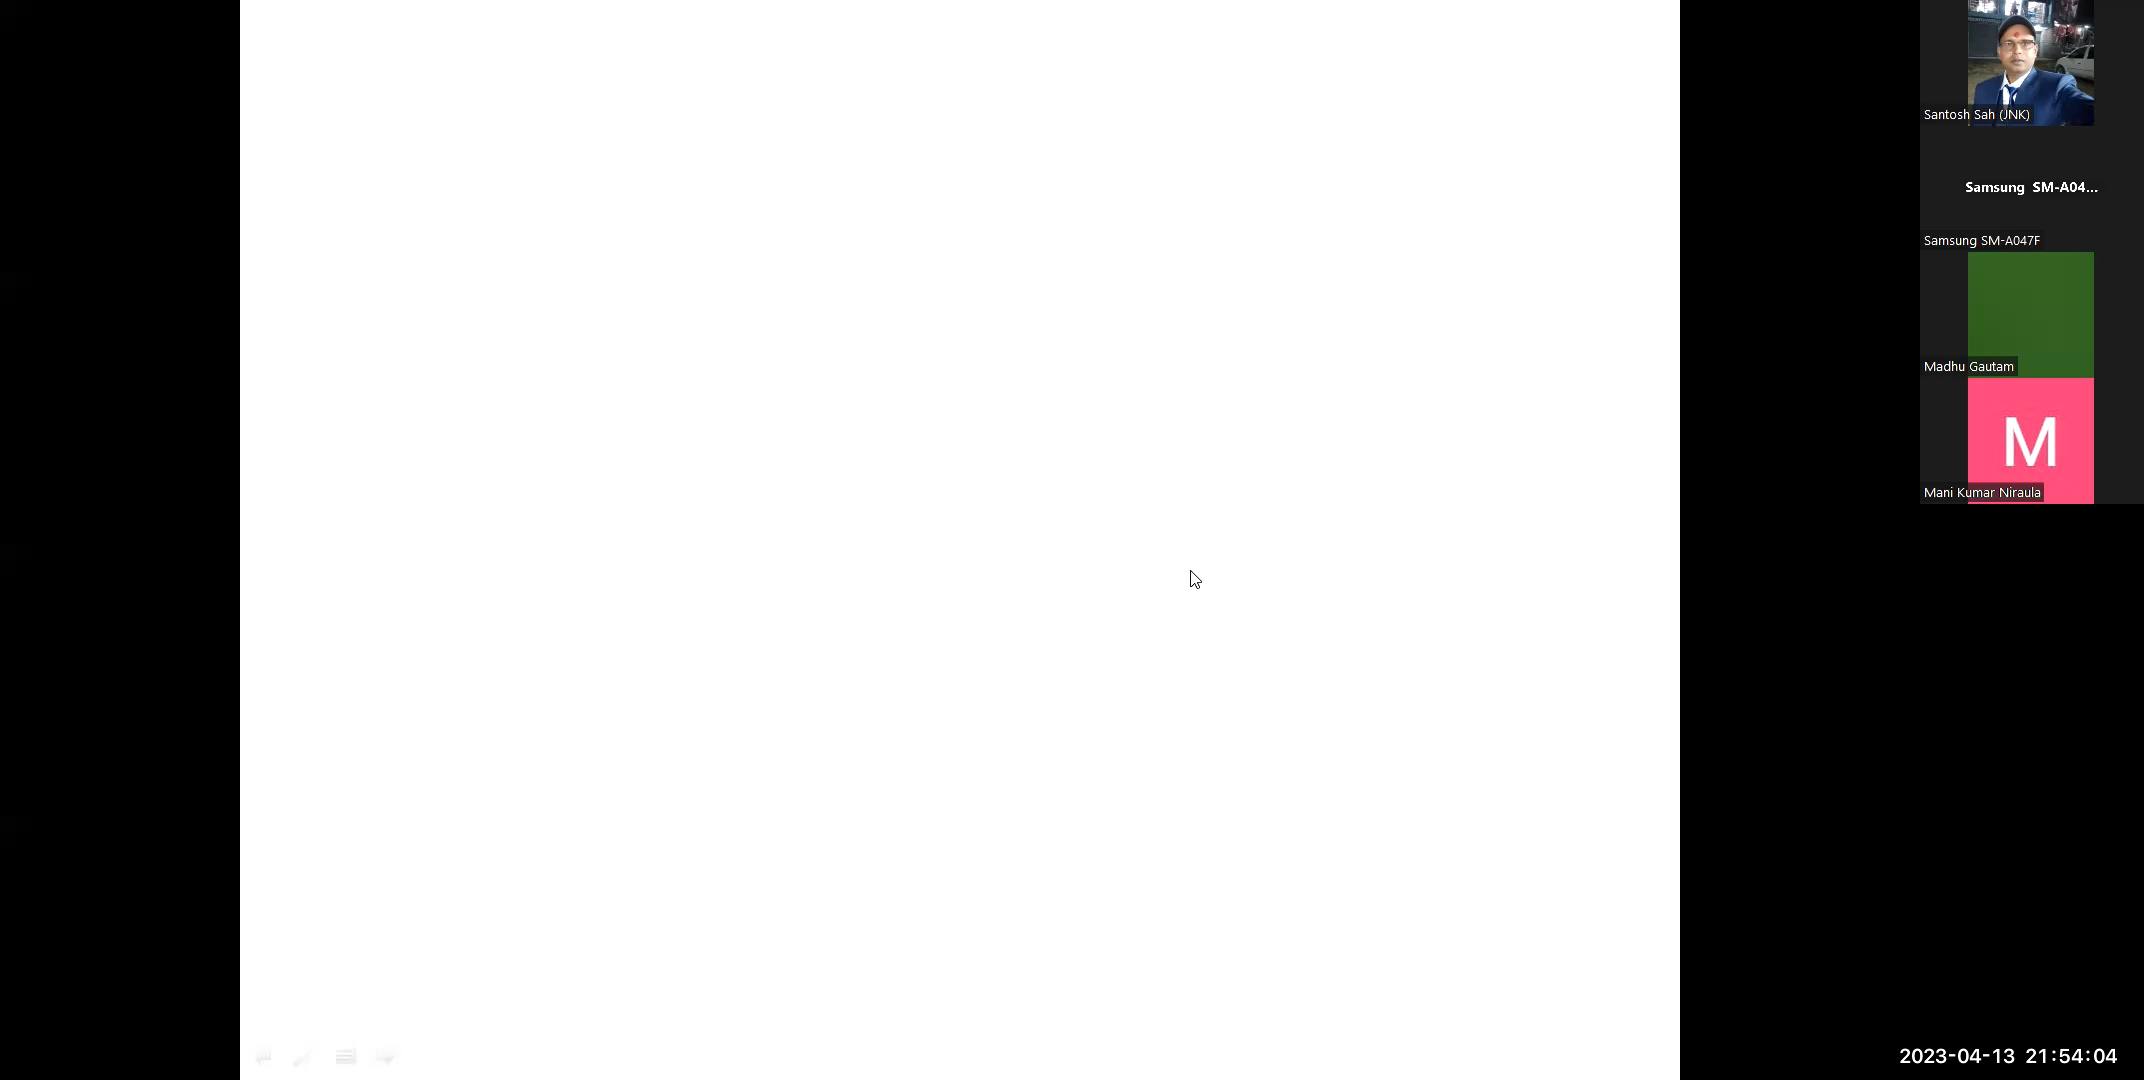 Santosh Sah (JNK)
Samsung SM-A04...
Samsung SM-A047F
Madhu Gautam
M
Mani Kumar Niraula
2023-04-13 21:54:04